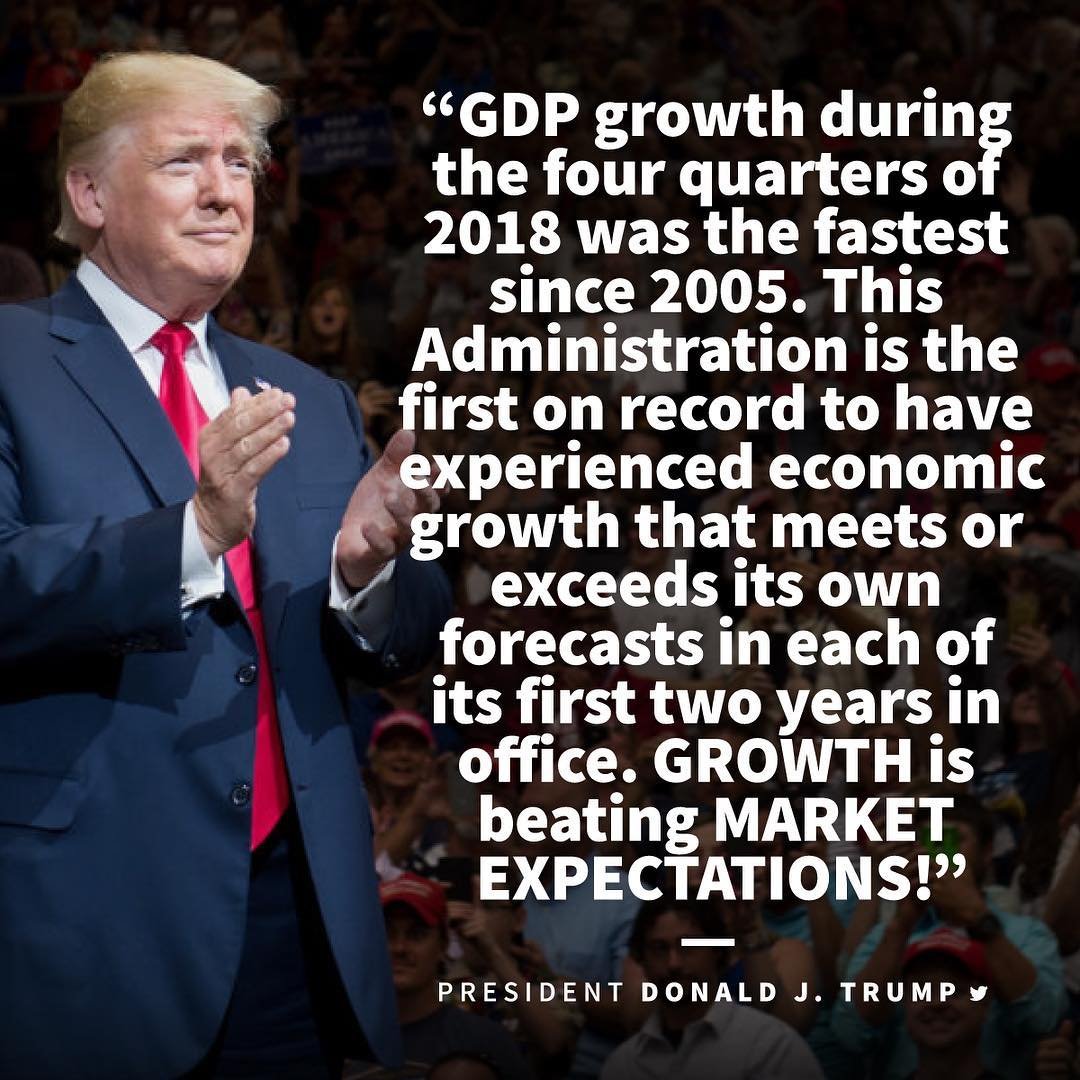 “GDP growth during
the four quarters of
2018 was the fastest
since 2005. This
Administration is the
first on record to have
experienced economic
growth that meets or
exceeds its own
forecasts in each of
its first two years in
office. GROWTH is
beating MARKET
EXPECTATIONS!”
PRESIDENT DONALD J. TRUMP